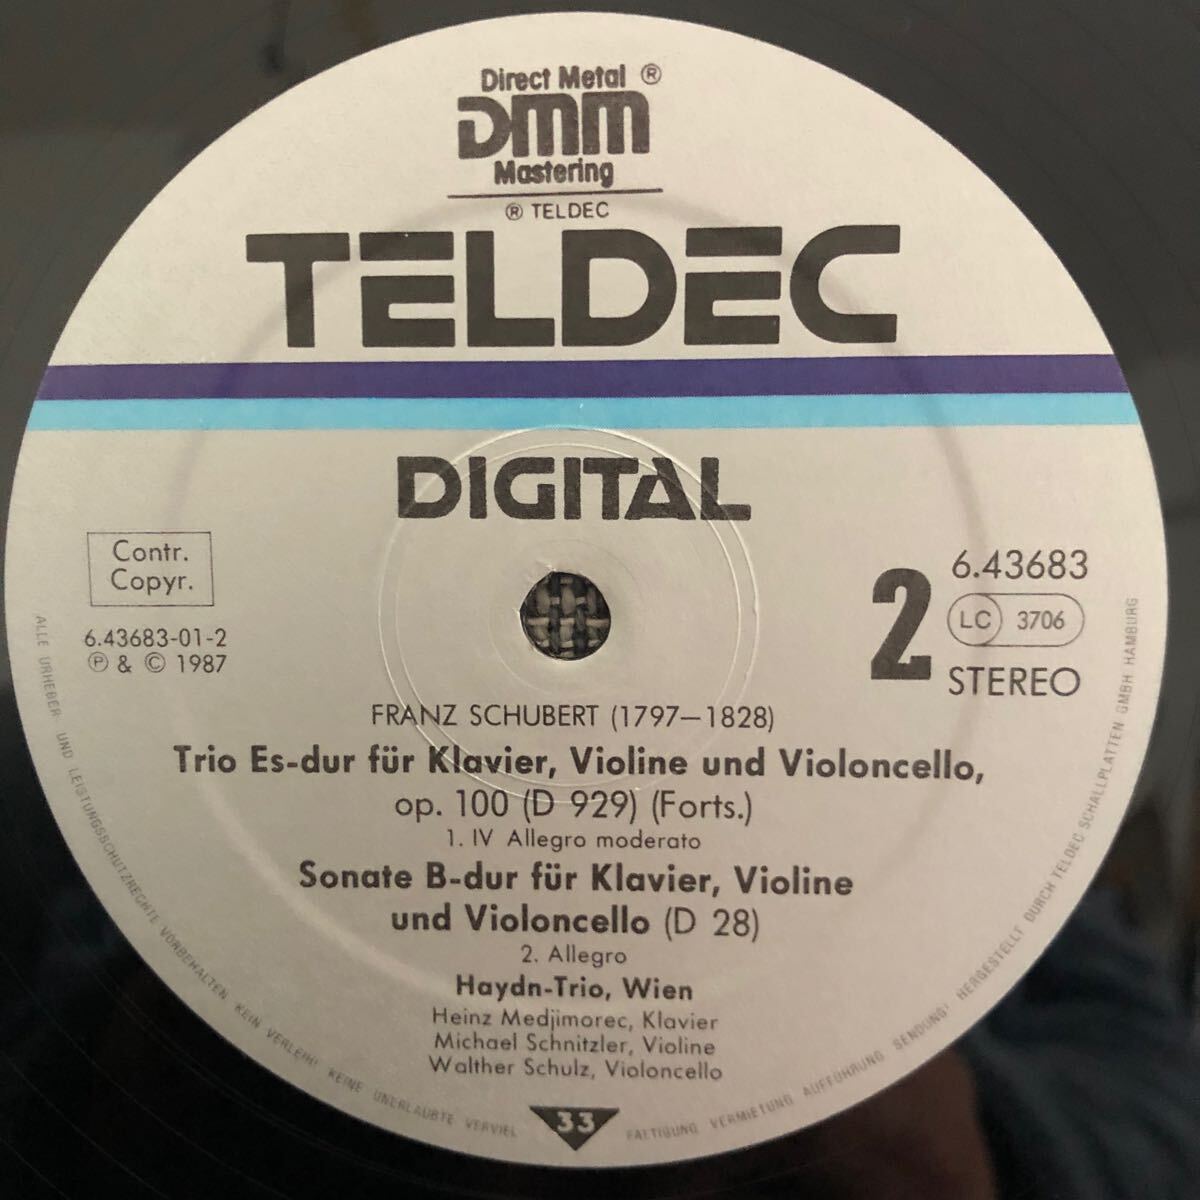 Direct Metal ®
DMM
Mastering
® TELDEC
TELDEC
DIGITAL
Contr.
Copyr.
6.43683-01-2
℗ & © 1987
2
6.43683
LC 3706
STEREO
FRANZ SCHUBERT (1797–1828)
Trio Es-dur für Klavier, Violine und Violoncello,
op. 100 (D 929) (Forts.)
1. IV Allegro moderato
Sonate B-dur für Klavier, Violine
und Violoncello (D 28)
2. Allegro
Haydn-Trio, Wien
Heinz Medjimorec, Klavier
Michael Schnitzler, Violine
Walther Schulz, Violoncello
33
ALLE URHEBER- UND LEISTUNGSSCHUTZRECHTE VORBEHALTEN KEIN VERLEIH! KEINE UNERLAUBTE VERVIEL FÄLTIGUNG VERMIETUNG AUFFÜHRUNG SENDUNG! HERGESTELLT DURCH TELDEC SCHALLPLATTEN GMBH HAMBURG